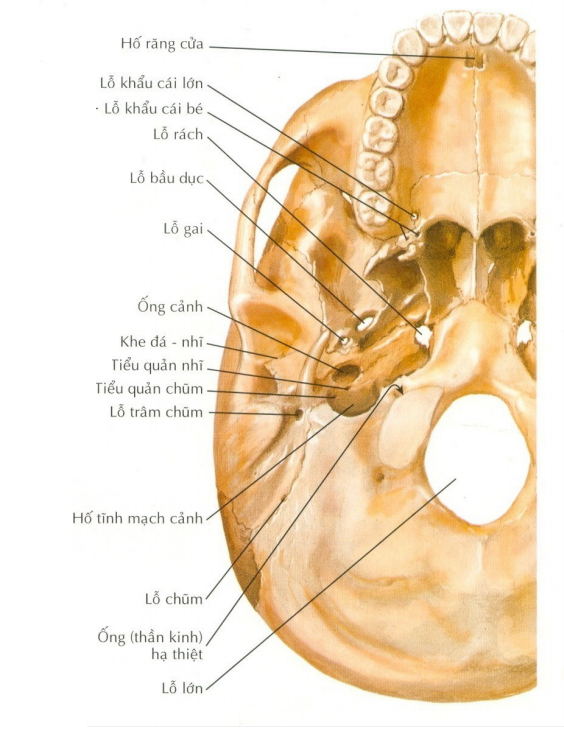 Hố răng cửa
Lỗ khẩu cái lớn
Lỗ khẩu cái bé
Lỗ rách
Lỗ bầu dục
Lỗ gai
Ống cảnh
Khe đá - nhĩ
Tiểu quản nhĩ
Tiểu quản chũm
Lỗ trâm chũm
Hố tĩnh mạch cảnh
Lỗ chũm
Ống (thần kinh)
hạ thiệt
Lỗ lớn